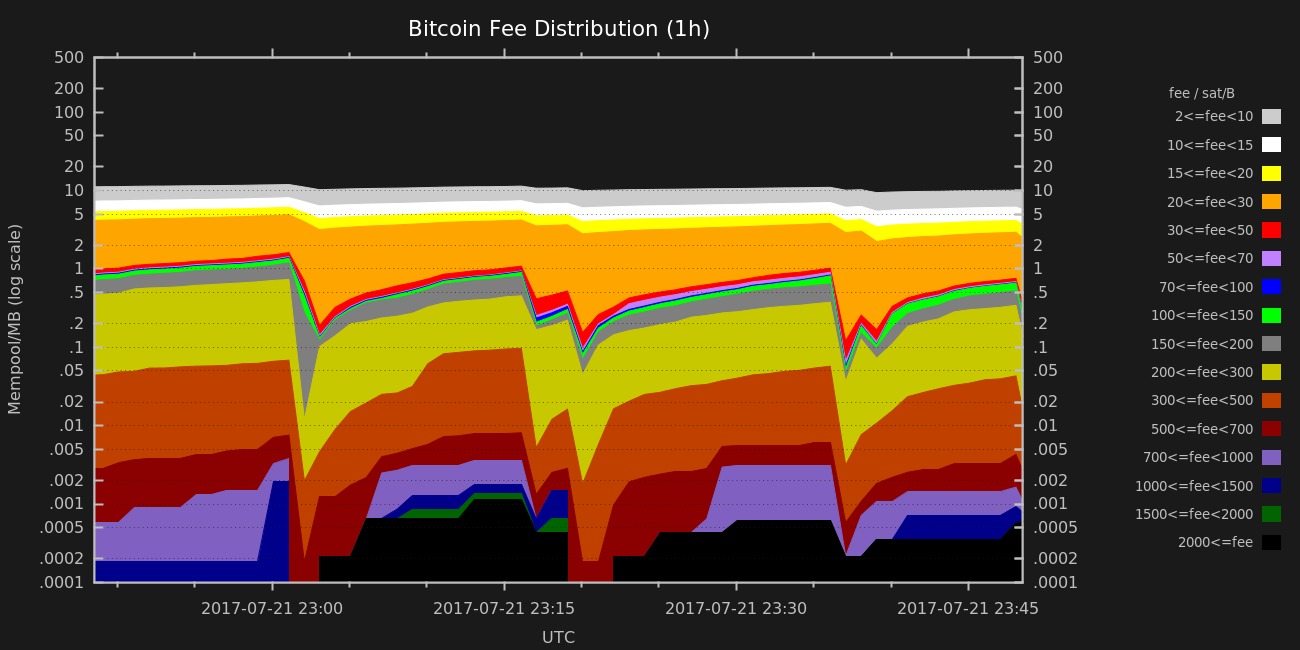 Bitcoin Fee Distribution (1h)
Mempool/MB (log scale)
500
200
100
50
20
10
5
2
1
.5
.2
.1
.05
.02
.01
.005
.002
.001
.0005
.0002
.0001
500
200
100
50
20
10
5
2
1
.5
.2
.1
.05
.02
.01
.005
.002
.001
.0005
.0002
.0001
2017-07-21 23:00
2017-07-21 23:15
2017-07-21 23:30
2017-07-21 23:45
UTC
fee / sat/B
2<=fee<10
10<=fee<15
15<=fee<20
20<=fee<30
30<=fee<50
50<=fee<70
70<=fee<100
100<=fee<150
150<=fee<200
200<=fee<300
300<=fee<500
500<=fee<700
700<=fee<1000
1000<=fee<1500
1500<=fee<2000
2000<=fee